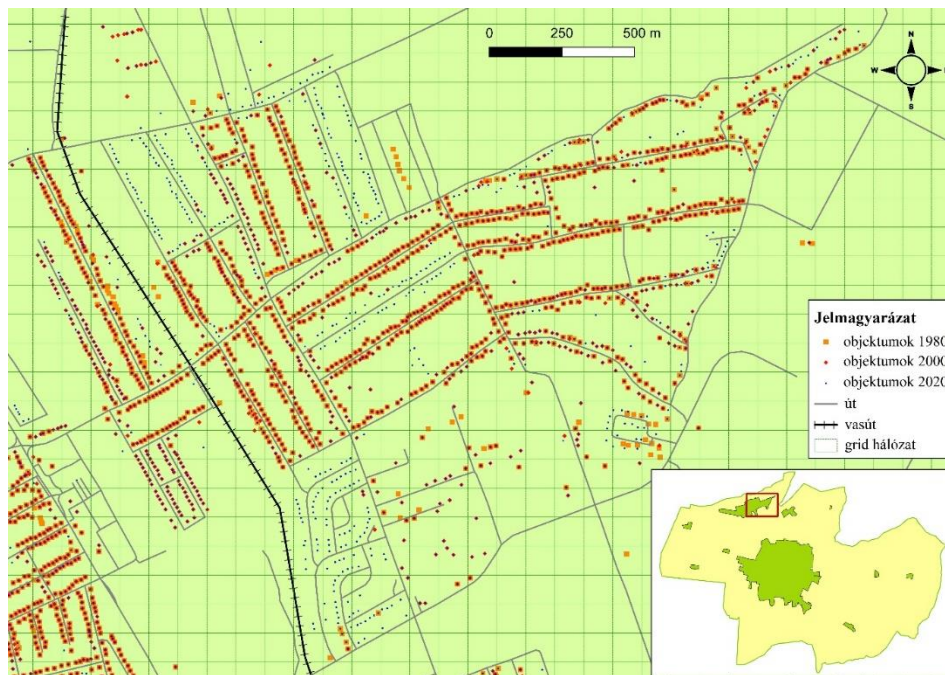 0 250 500 m
N
W
S
Jelmagyarázat
objektumok 1980
objektumok 2000
objektumok 2020
út
vasút
grid hálózat